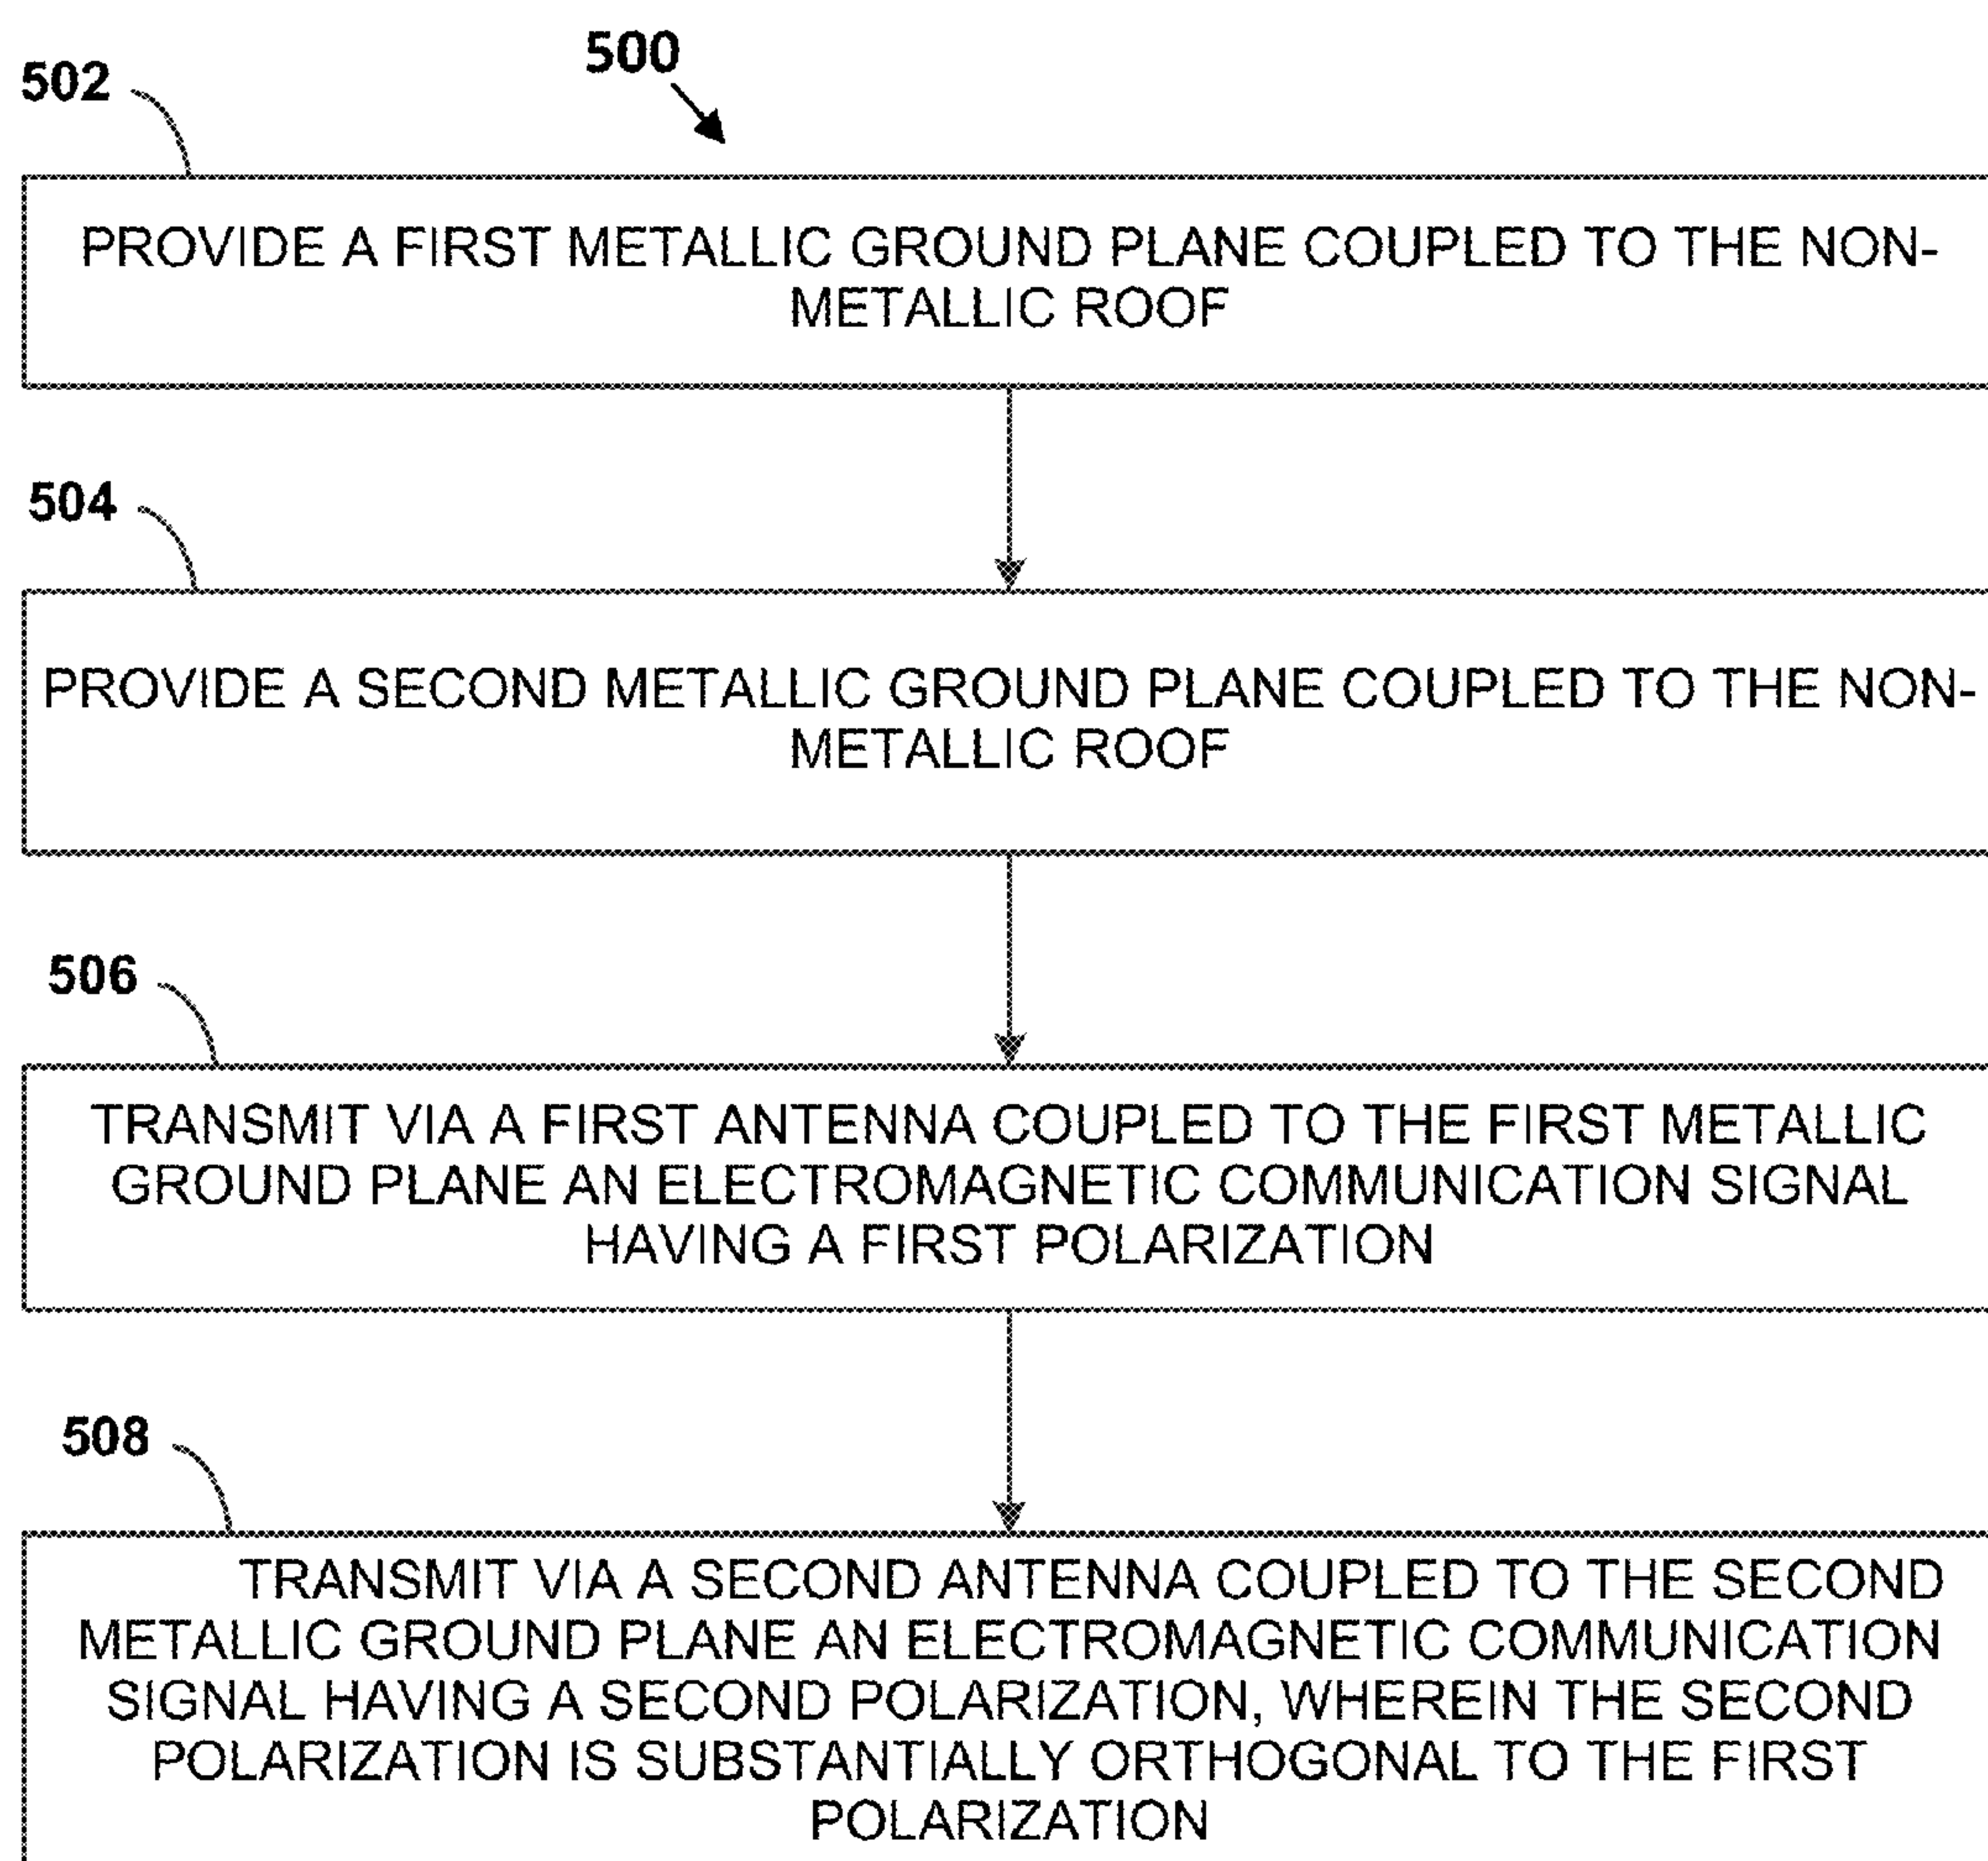 500
502
PROVIDE A FIRST METALLIC GROUND PLANE COUPLED TO THE NON-
METALLIC ROOF
504
PROVIDE A SECOND METALLIC GROUND PLANE COUPLED TO THE NON-
METALLIC ROOF
506
TRANSMIT VIA A FIRST ANTENNA COUPLED TO THE FIRST METALLIC
GROUND PLANE AN ELECTROMAGNETIC COMMUNICATION SIGNAL
HAVING A FIRST POLARIZATION
508
TRANSMIT VIA A SECOND ANTENNA COUPLED TO THE SECOND
METALLIC GROUND PLANE AN ELECTROMAGNETIC COMMUNICATION
SIGNAL HAVING A SECOND POLARIZATION, WHEREIN THE SECOND
POLARIZATION IS SUBSTANTIALLY ORTHOGONAL TO THE FIRST
POLARIZATION